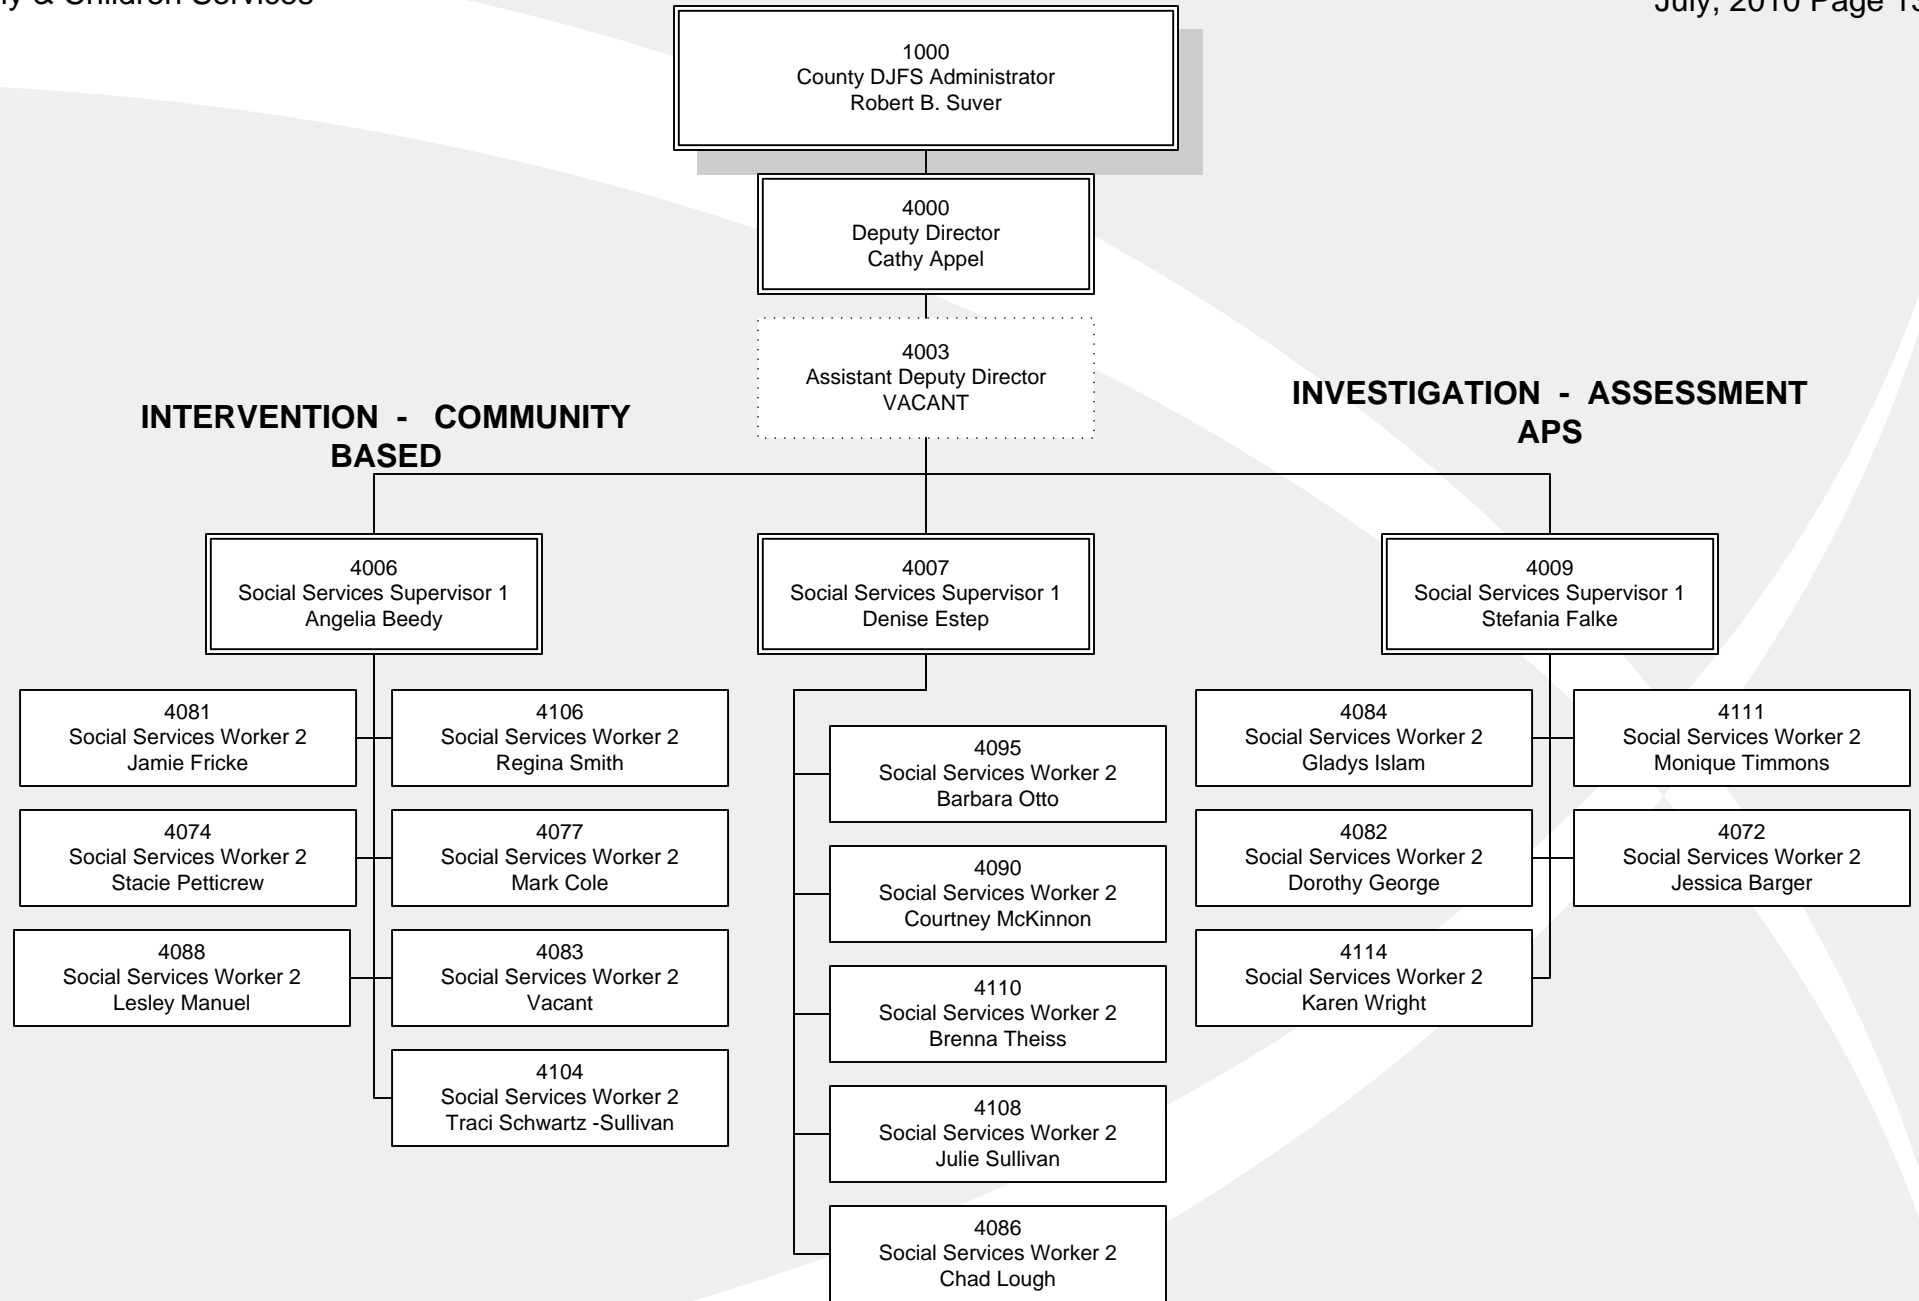 & Children Services
July, 2010 Page
1000
County DJFS Administrator
Robert B. Suver
4000
Deputy Director
Cathy Appel
4003
Assistant Deputy Director
VACANT
INTERVENTION - COMMUNITY
BASED
INVESTIGATION - ASSESSMENT
APS
4006
Social Services Supervisor 1
Angelia Beedy
4007
Social Services Supervisor 1
Denise Estep
4009
Social Services Supervisor 1
Stefania Falke
4081
Social Services Worker 2
Jamie Fricke
4106
Social Services Worker 2
Regina Smith
4074
Social Services Worker 2
Stacie Petticrew
4077
Social Services Worker 2
Mark Cole
4088
Social Services Worker 2
Lesley Manuel
4083
Social Services Worker 2
Vacant
4104
Social Services Worker 2
Traci Schwartz -Sullivan
4095
Social Services Worker 2
Barbara Otto
4090
Social Services Worker 2
Courtney McKinnon
4110
Social Services Worker 2
Brenna Theiss
4108
Social Services Worker 2
Julie Sullivan
4086
Social Services Worker 2
Chad Lough
4084
Social Services Worker 2
Gladys Islam
4111
Social Services Worker 2
Monique Timmons
4082
Social Services Worker 2
Dorothy George
4072
Social Services Worker 2
Jessica Barger
4114
Social Services Worker 2
Karen Wright